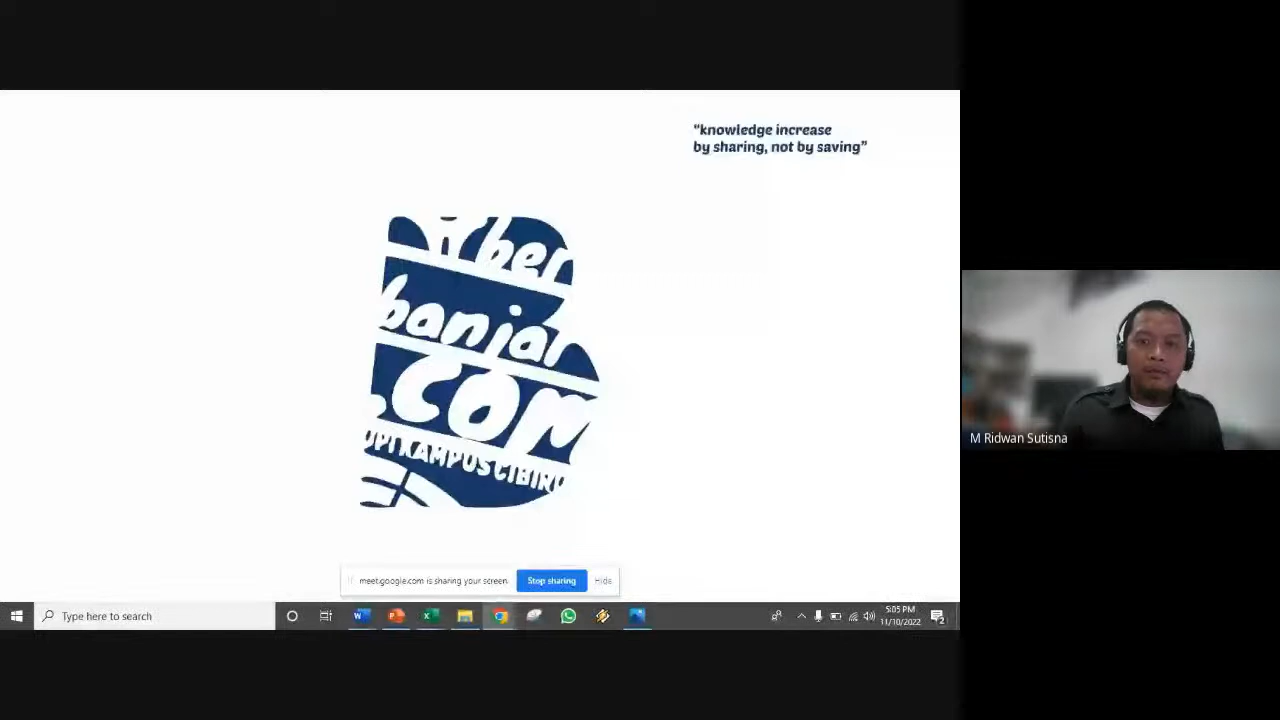 “knowledge increase
by sharing, not by saving”
ber
banjar
.com
UPI KAMPUS CIBIRU
M Ridwan Sutisna
meet.google.com is sharing your screen
Stop sharing
Hide
Type here to search
5:05 PM
11/10/2022
2